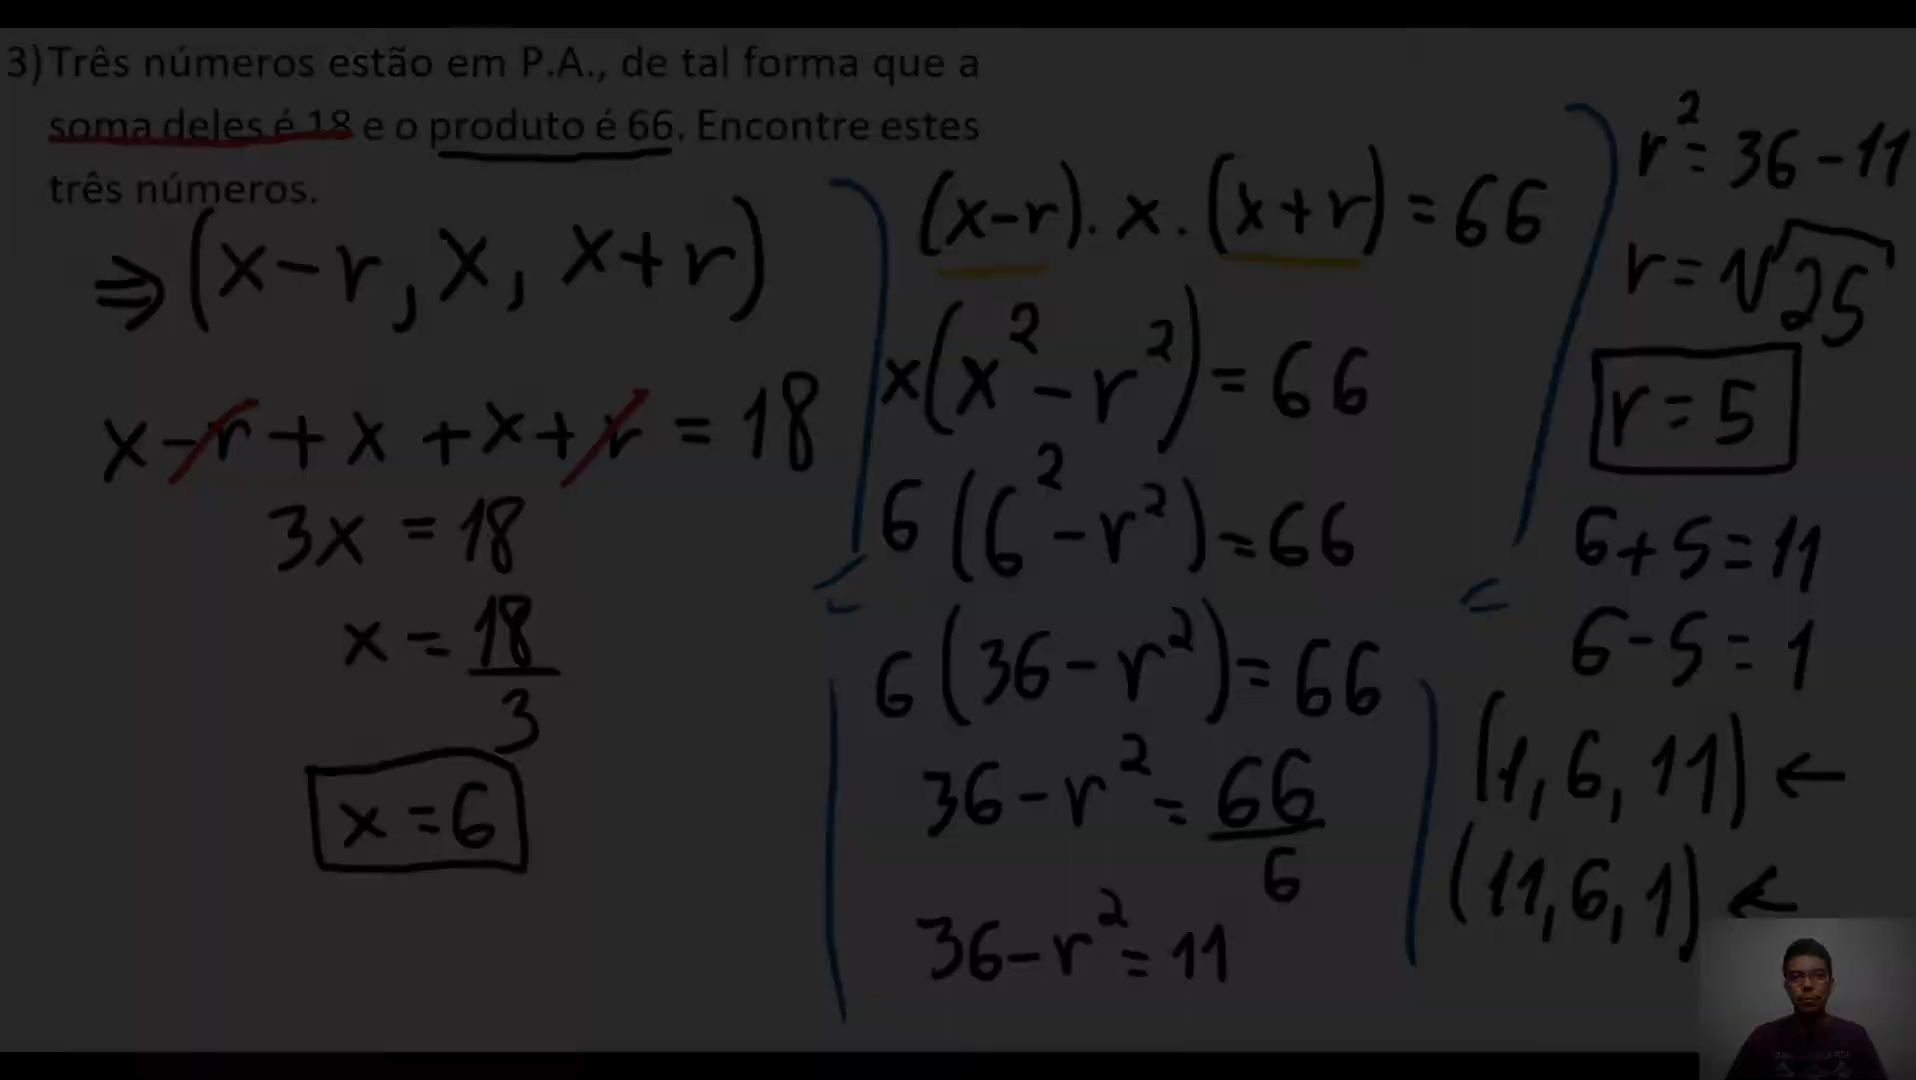 3) Três números estão em P.A., de tal forma que a
soma deles é 18 e o produto é 66. Encontre estes
três números.
⇒ (x-r, x, x+r)
x-r+x+x+r = 18
3x = 18
x = 18/3
x = 6
(x-r).x.(x+r) = 66
x(x²-r²) = 66
6(6²-r²) = 66
6(36-r²) = 66
36-r² = 66/6
36-r² = 11
r² = 36-11
r = √25
r = 5
6+5 = 11
6-5 = 1
(1, 6, 11) ←
(11, 6, 1) ←